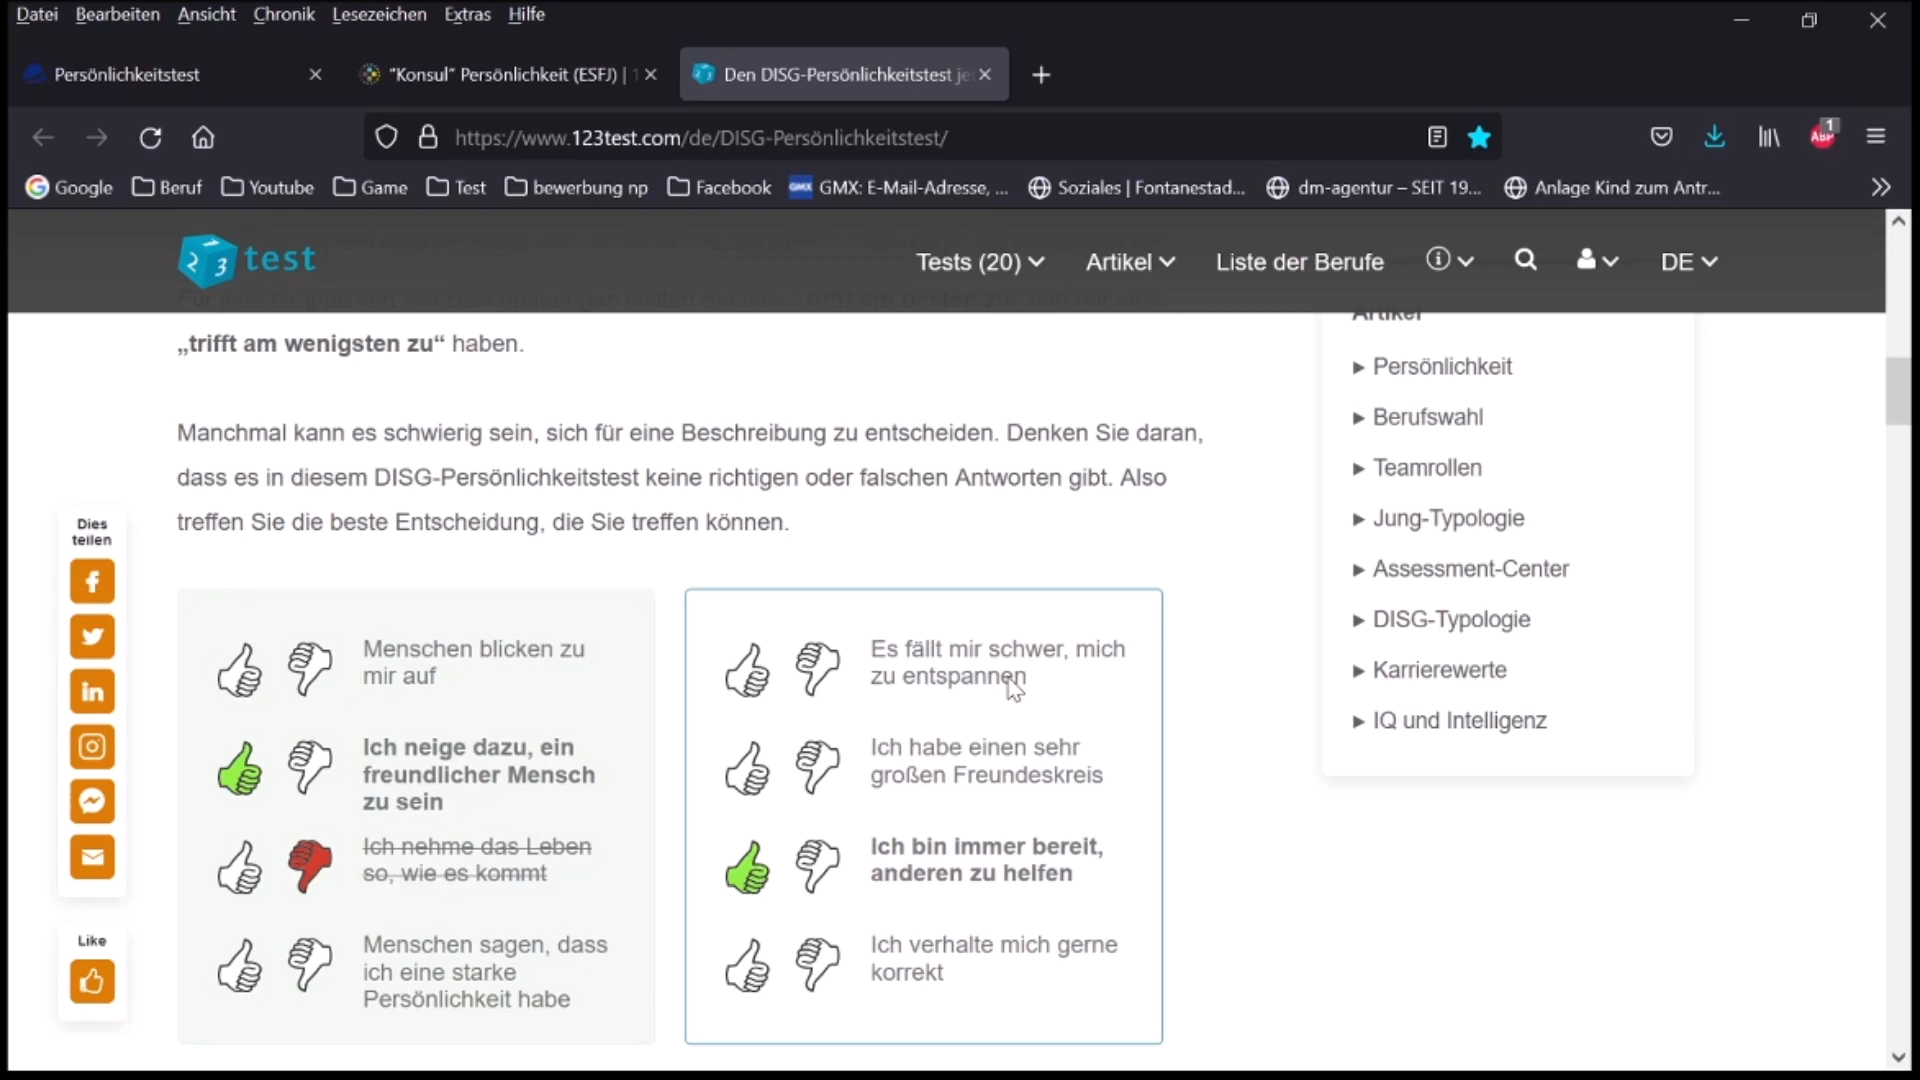 Datei Bearbeiten Ansicht Chronik Lesezeichen Extras Hilfe
Persönlichkeitstest
"Konsul" Persönlichkeit (ESFJ) | 1
Den DISG-Persönlichkeitstest je
https://www.123test.com/de/DISG-Persönlichkeitstest/
ABP 1
Google Beruf Youtube Game Test bewerbung np Facebook GMX GMX: E-Mail-Adresse, ... Soziales | Fontanestad... dm-agentur – SEIT 19... Anlage Kind zum Antr...
123 test
Tests (20) Artikel Liste der Berufe DE
„trifft am wenigsten zu“ haben.
Manchmal kann es schwierig sein, sich für eine Beschreibung zu entscheiden. Denken Sie daran,
dass es in diesem DISG-Persönlichkeitstest keine richtigen oder falschen Antworten gibt. Also
treffen Sie die beste Entscheidung, die Sie treffen können.
Dies
teilen
Like
Menschen blicken zu
mir auf
Ich neige dazu, ein
freundlicher Mensch
zu sein
Ich nehme das Leben
so, wie es kommt
Menschen sagen, dass
ich eine starke
Persönlichkeit habe
Es fällt mir schwer, mich
zu entspannen
Ich habe einen sehr
großen Freundeskreis
Ich bin immer bereit,
anderen zu helfen
Ich verhalte mich gerne
korrekt
Artikel
Persönlichkeit
Berufswahl
Teamrollen
Jung-Typologie
Assessment-Center
DISG-Typologie
Karrierewerte
IQ und Intelligenz